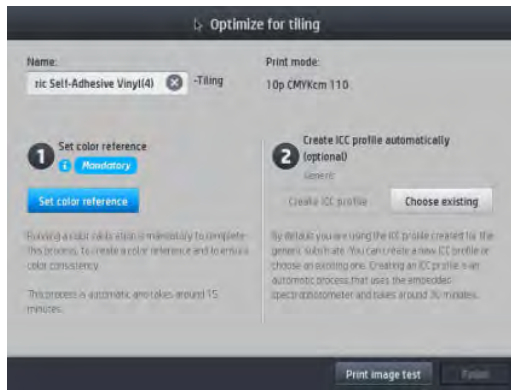 Optimize for tiling
Name:
Print mode:
ric Self-Adhesive Vinyl(4)
-Tiling
10p CMYKcm 110
1
Set color reference
i Mandatory
Set color reference
Running a color calibration is mandatory to complete
this process, to create a color reference and to ensure
color consistency.
This process is automatic and takes around 15
minutes.
2
Create ICC profile automatically
(optional)
Generic
Create ICC profile
Choose existing
By default you are using the ICC profile created for the
generic substrate. You can create a new ICC profile or
choose an existing one. Creating an ICC profile is an
automatic process that uses the embedded
spectrophotometer and takes around 30 minutes.
Print image test
Finish